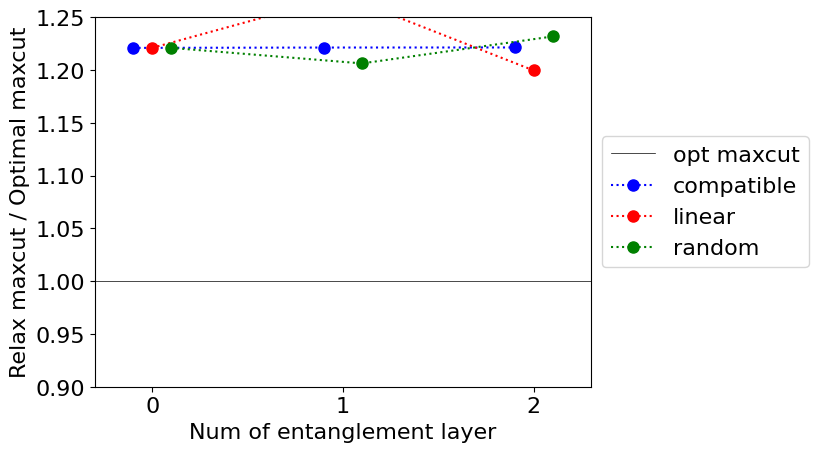 Relax maxcut / Optimal maxcut
1.25
1.20
1.15
1.10
1.05
1.00
0.95
0.90
0 1 2
Num of entanglement layer
opt maxcut
compatible
linear
random